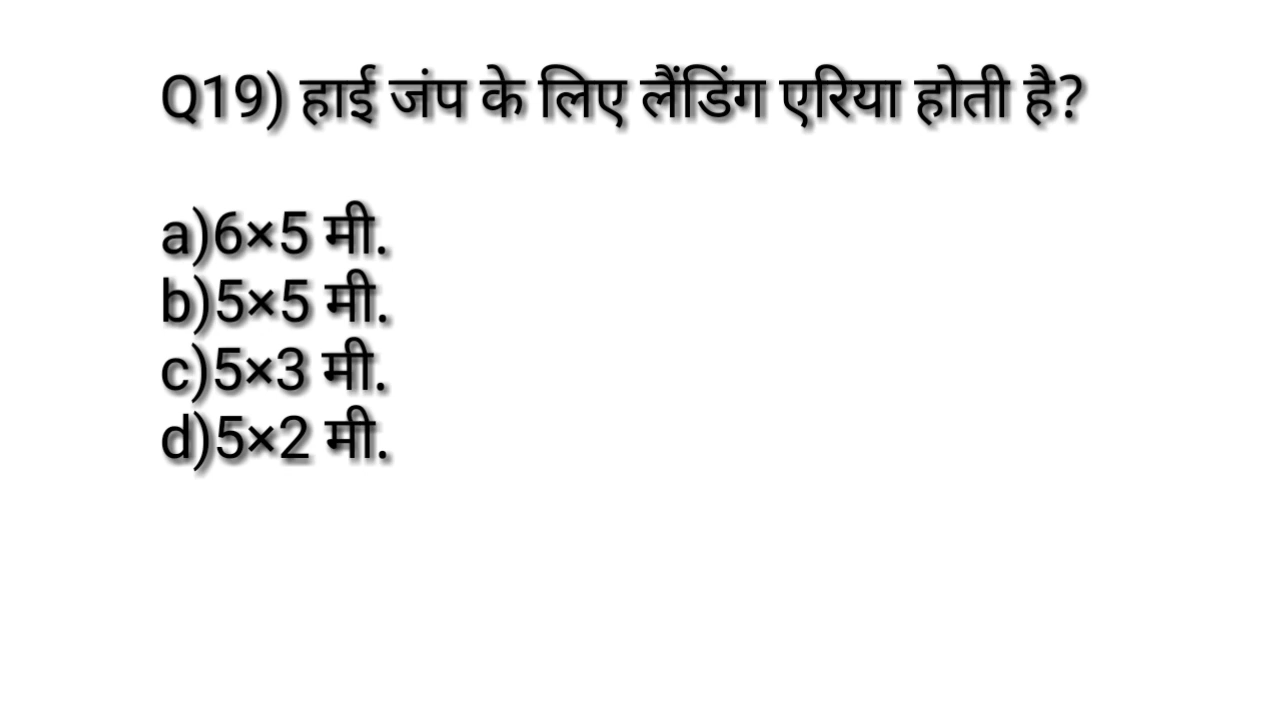 Q19) हाई जंप के लिए लैंडिंग एरिया होती है?
a)6×5 मी.
b)5×5 मी.
c)5×3 मी.
d)5×2 मी.